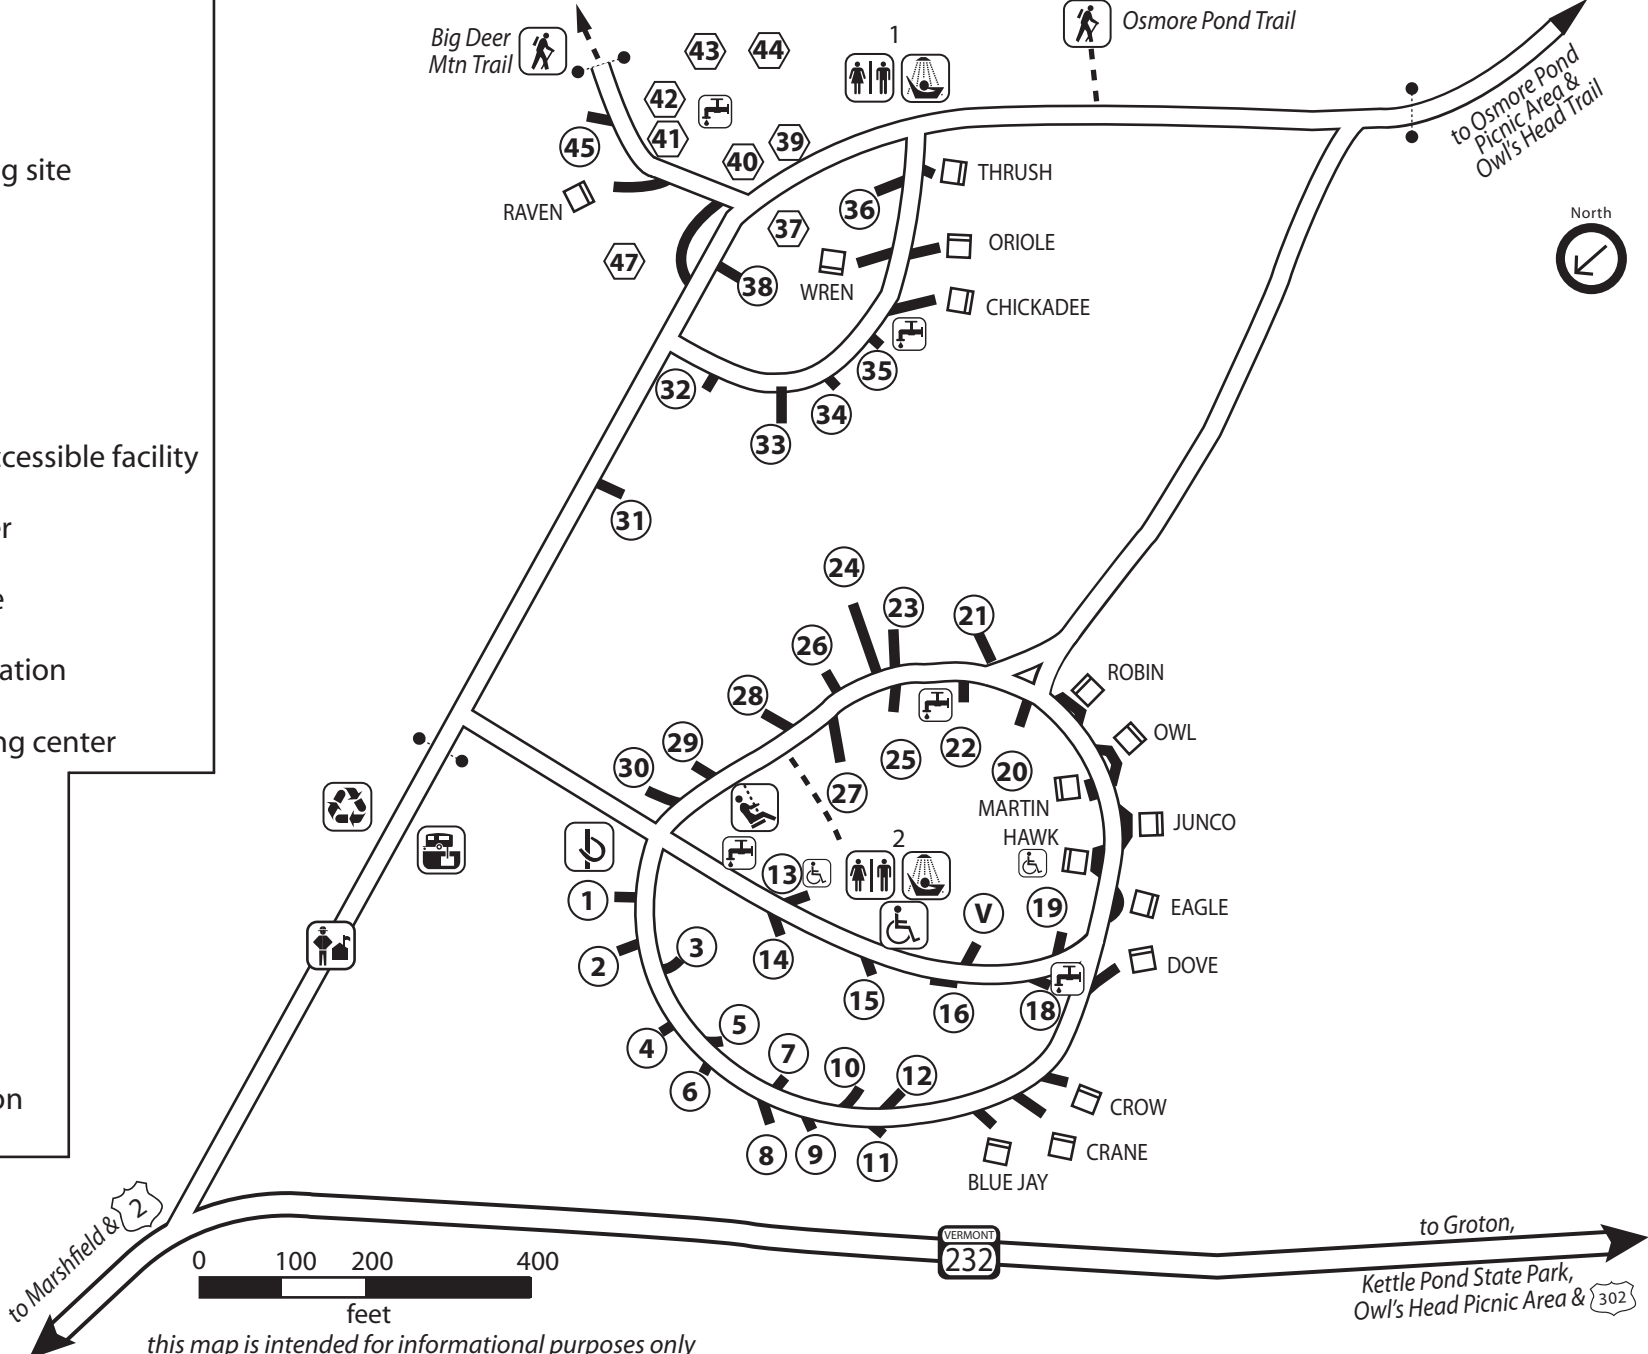 g site
ccessible facility
er
e
ation
ng center
on
Big Deer
Mtn Trail
43
44
1
Osmore Pond Trail
to Osmore Pond
Picnic Area &
Owl's Head Trail
42
41
45
40
39
RAVEN
36
THRUSH
37
47
38
WREN
ORIOLE
CHICKADEE
North
32
33
34
35
31
24
23
21
26
28
29
30
27
25
22
20
ROBIN
OWL
MARTIN
JUNCO
HAWK
2
13
EAGLE
V
19
DOVE
1
2
3
14
15
16
18
4
5
6
7
10
12
8
9
11
CROW
CRANE
BLUE JAY
to Marshfield & 2
0 100 200 400
feet
this map is intended for informational purposes only
VERMONT
232
to Groton,
Kettle Pond State Park,
Owl's Head Picnic Area & 302